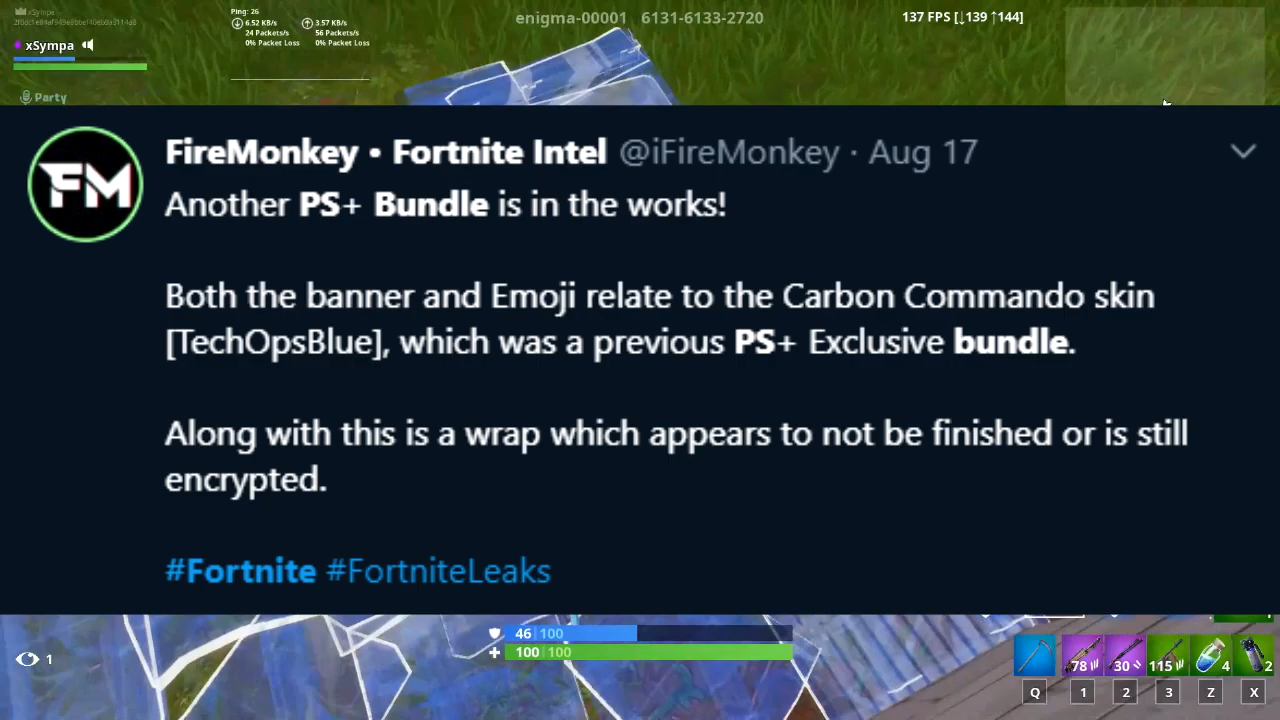 xSympa
Ping: 26
6.52 KB/s 3.57 KB/s
24 Packets/s 56 Packets/s
0% Packet Loss 0% Packet Loss
enigma-00001 6131-6133-2720
137 FPS [↓139 ↑144]
xSympa
Party
FM
FireMonkey • Fortnite Intel @iFireMonkey · Aug 17
Another PS+ Bundle is in the works!
Both the banner and Emoji relate to the Carbon Commando skin
[TechOpsBlue], which was a previous PS+ Exclusive bundle.
Along with this is a wrap which appears to not be finished or is still
encrypted.
#Fortnite #FortniteLeaks
46 | 100
100 | 100
1
78 30 115 4 2
Q 1 2 3 Z X